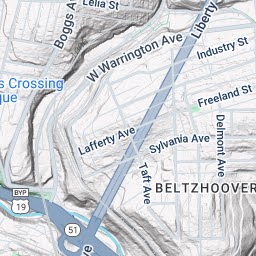 Lelia St
Boggs A
W Warrington Ave
Liberty
Industry St
s Crossing
gue
Freeland St
Lafferty Ave
Sylvania Ave
Delmont Ave
Taft Ave
BELTZHOOVER
BYP
19
51
ve